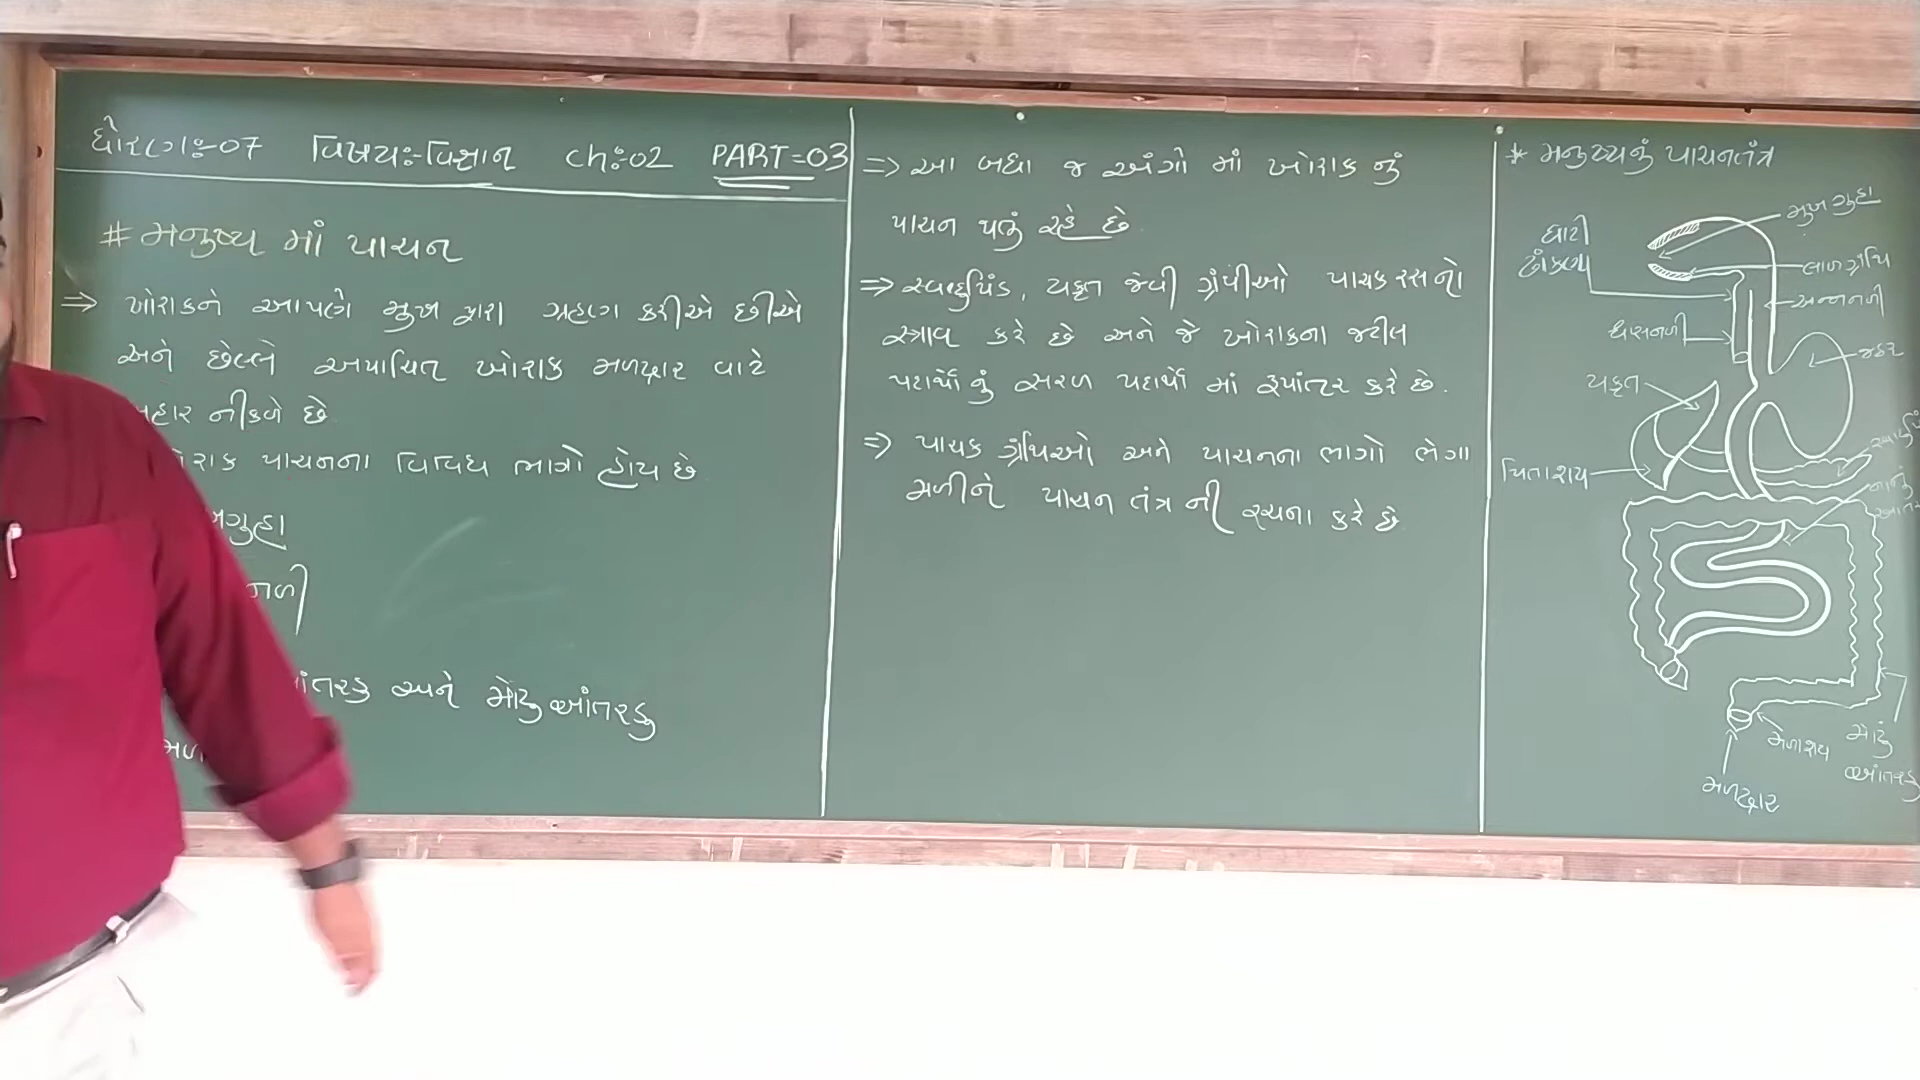 ધોરણ:-07 વિષય:-વિજ્ઞાન ch:-02 PART=03
# મનુષ્ય માં પાચન
⇒ ખોરાકને આપણે મુખ દ્વારા ગ્રહણ કરીએ છીએ
અને છેલ્લે અપાચિત ખોરાક મળદ્વાર વાટે
હાર નીકળે છે
રાક પાચનના વિવિધ ભાગો હોય છે
ગુહા
નળી
ાંતરડુ અને મોટુ આંતરડુ
મળ
⇒ આ બધા જ અંગો માં ખોરાક નું
પાચન થતું રહે છે
⇒ સ્વાદુપિંડ, યકૃત જેવી ગ્રંથીઓ પાચક રસનો
સ્ત્રાવ કરે છે અને જે ખોરાકના જટીલ
પદાર્થો નું સરળ પદાર્થો માં રૂપાંતર કરે છે.
⇒ પાચક ગ્રંથિઓ અને પાચનના ભાગો ભેગા
મળીને પાચન તંત્ર ની રચના કરે છે
* મનુષ્યનું પાચનતંત્ર
મુખ ગુહા
ઘાટી
ઢાંકણ
લાળગ્રંથિ
અન્નનળી
શ્વાસનળી
જઠર
યકૃત
પિત્તાશય
નાનું
મળાશય
મોટું
આંતરડુ
મળદ્વાર